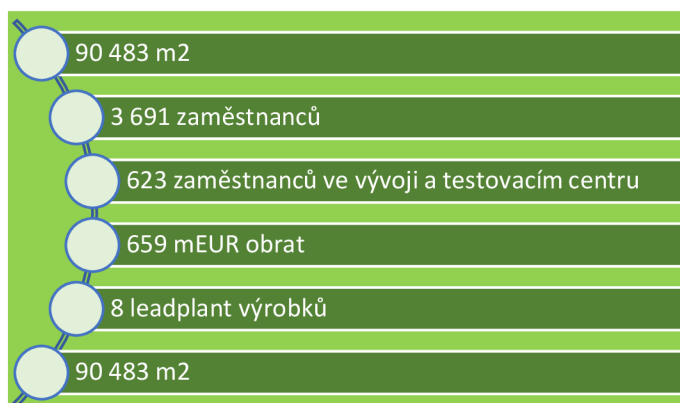 90 483 m2
3 691 zaměstnanců
623 zaměstnanců ve vývoji a testovacím centru
659 mEUR obrat
8 leadplant výrobků
90 483 m2